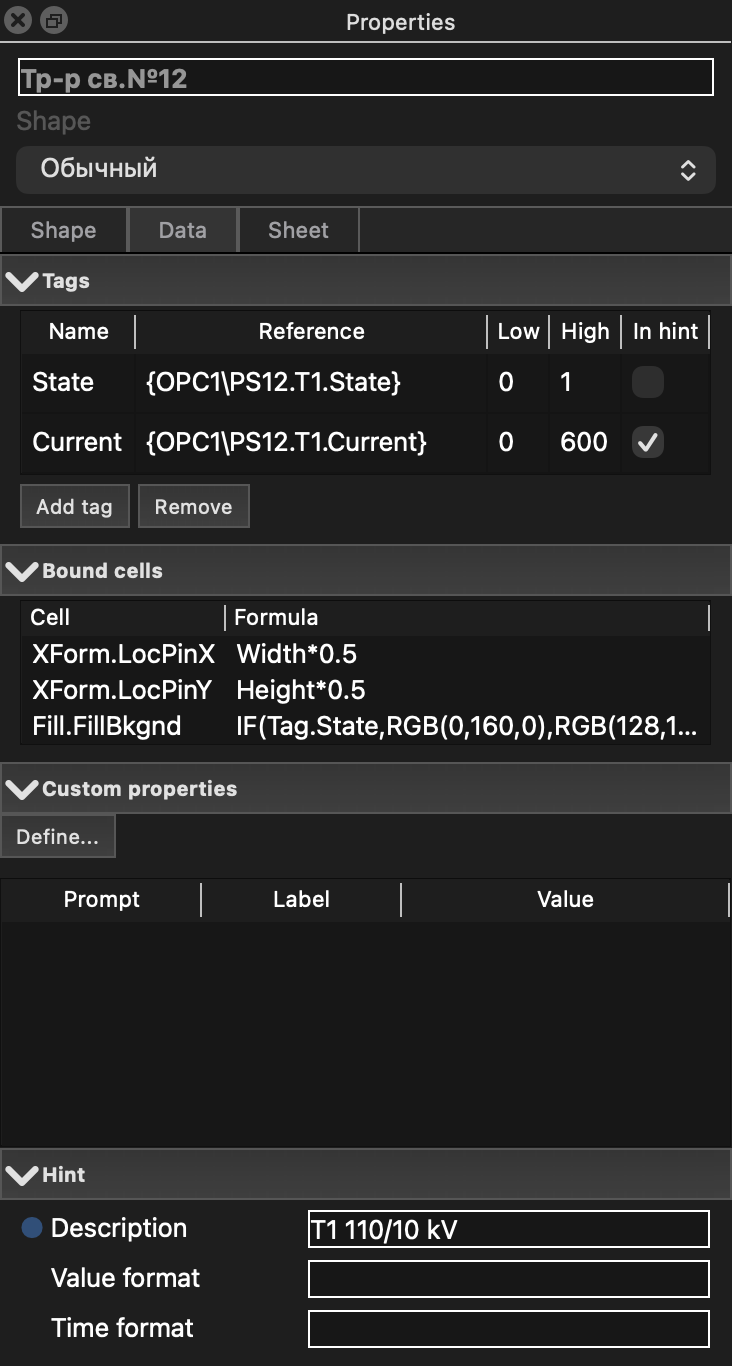 Properties
Тр-р св.№12
Shape
Обычный
Shape Data Sheet
Tags
Name Reference Low High In hint
State {OPC1\PS12.T1.State} 0 1
Current {OPC1\PS12.T1.Current} 0 600
Add tag Remove
Bound cells
Cell Formula
XForm.LocPinX Width*0.5
XForm.LocPinY Height*0.5
Fill.FillBkgnd IF(Tag.State,RGB(0,160,0),RGB(128,1...
Custom properties
Define...
Prompt Label Value
Hint
Description T1 110/10 kV
Value format
Time format